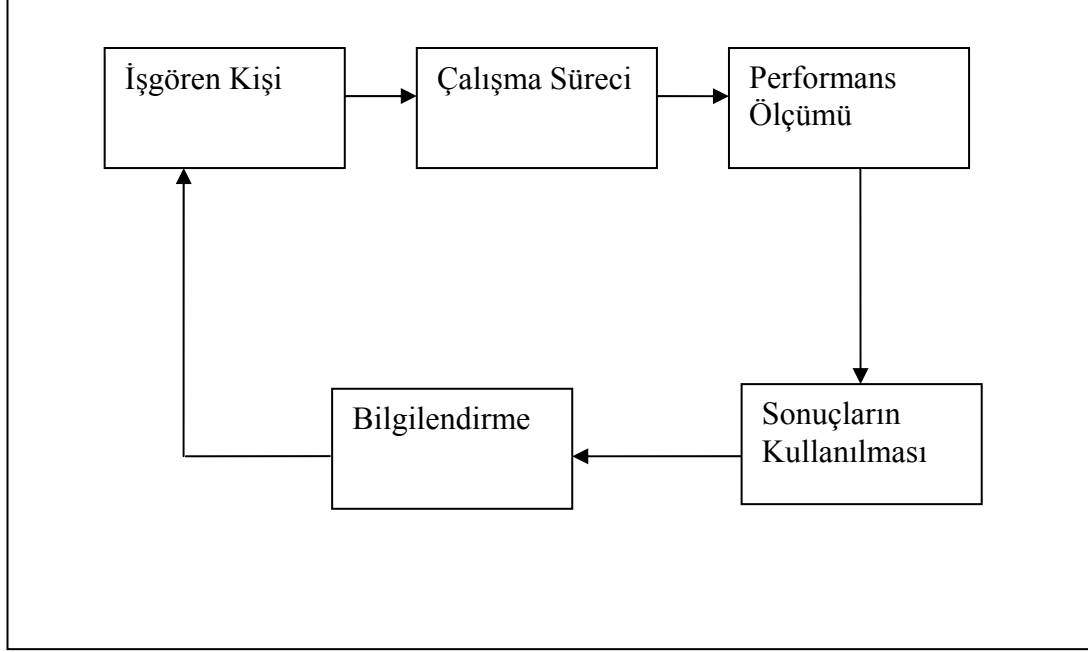 İşgören Kişi
Çalışma Süreci
Performans
Ölçümü
Bilgilendirme
Sonuçların
Kullanılması